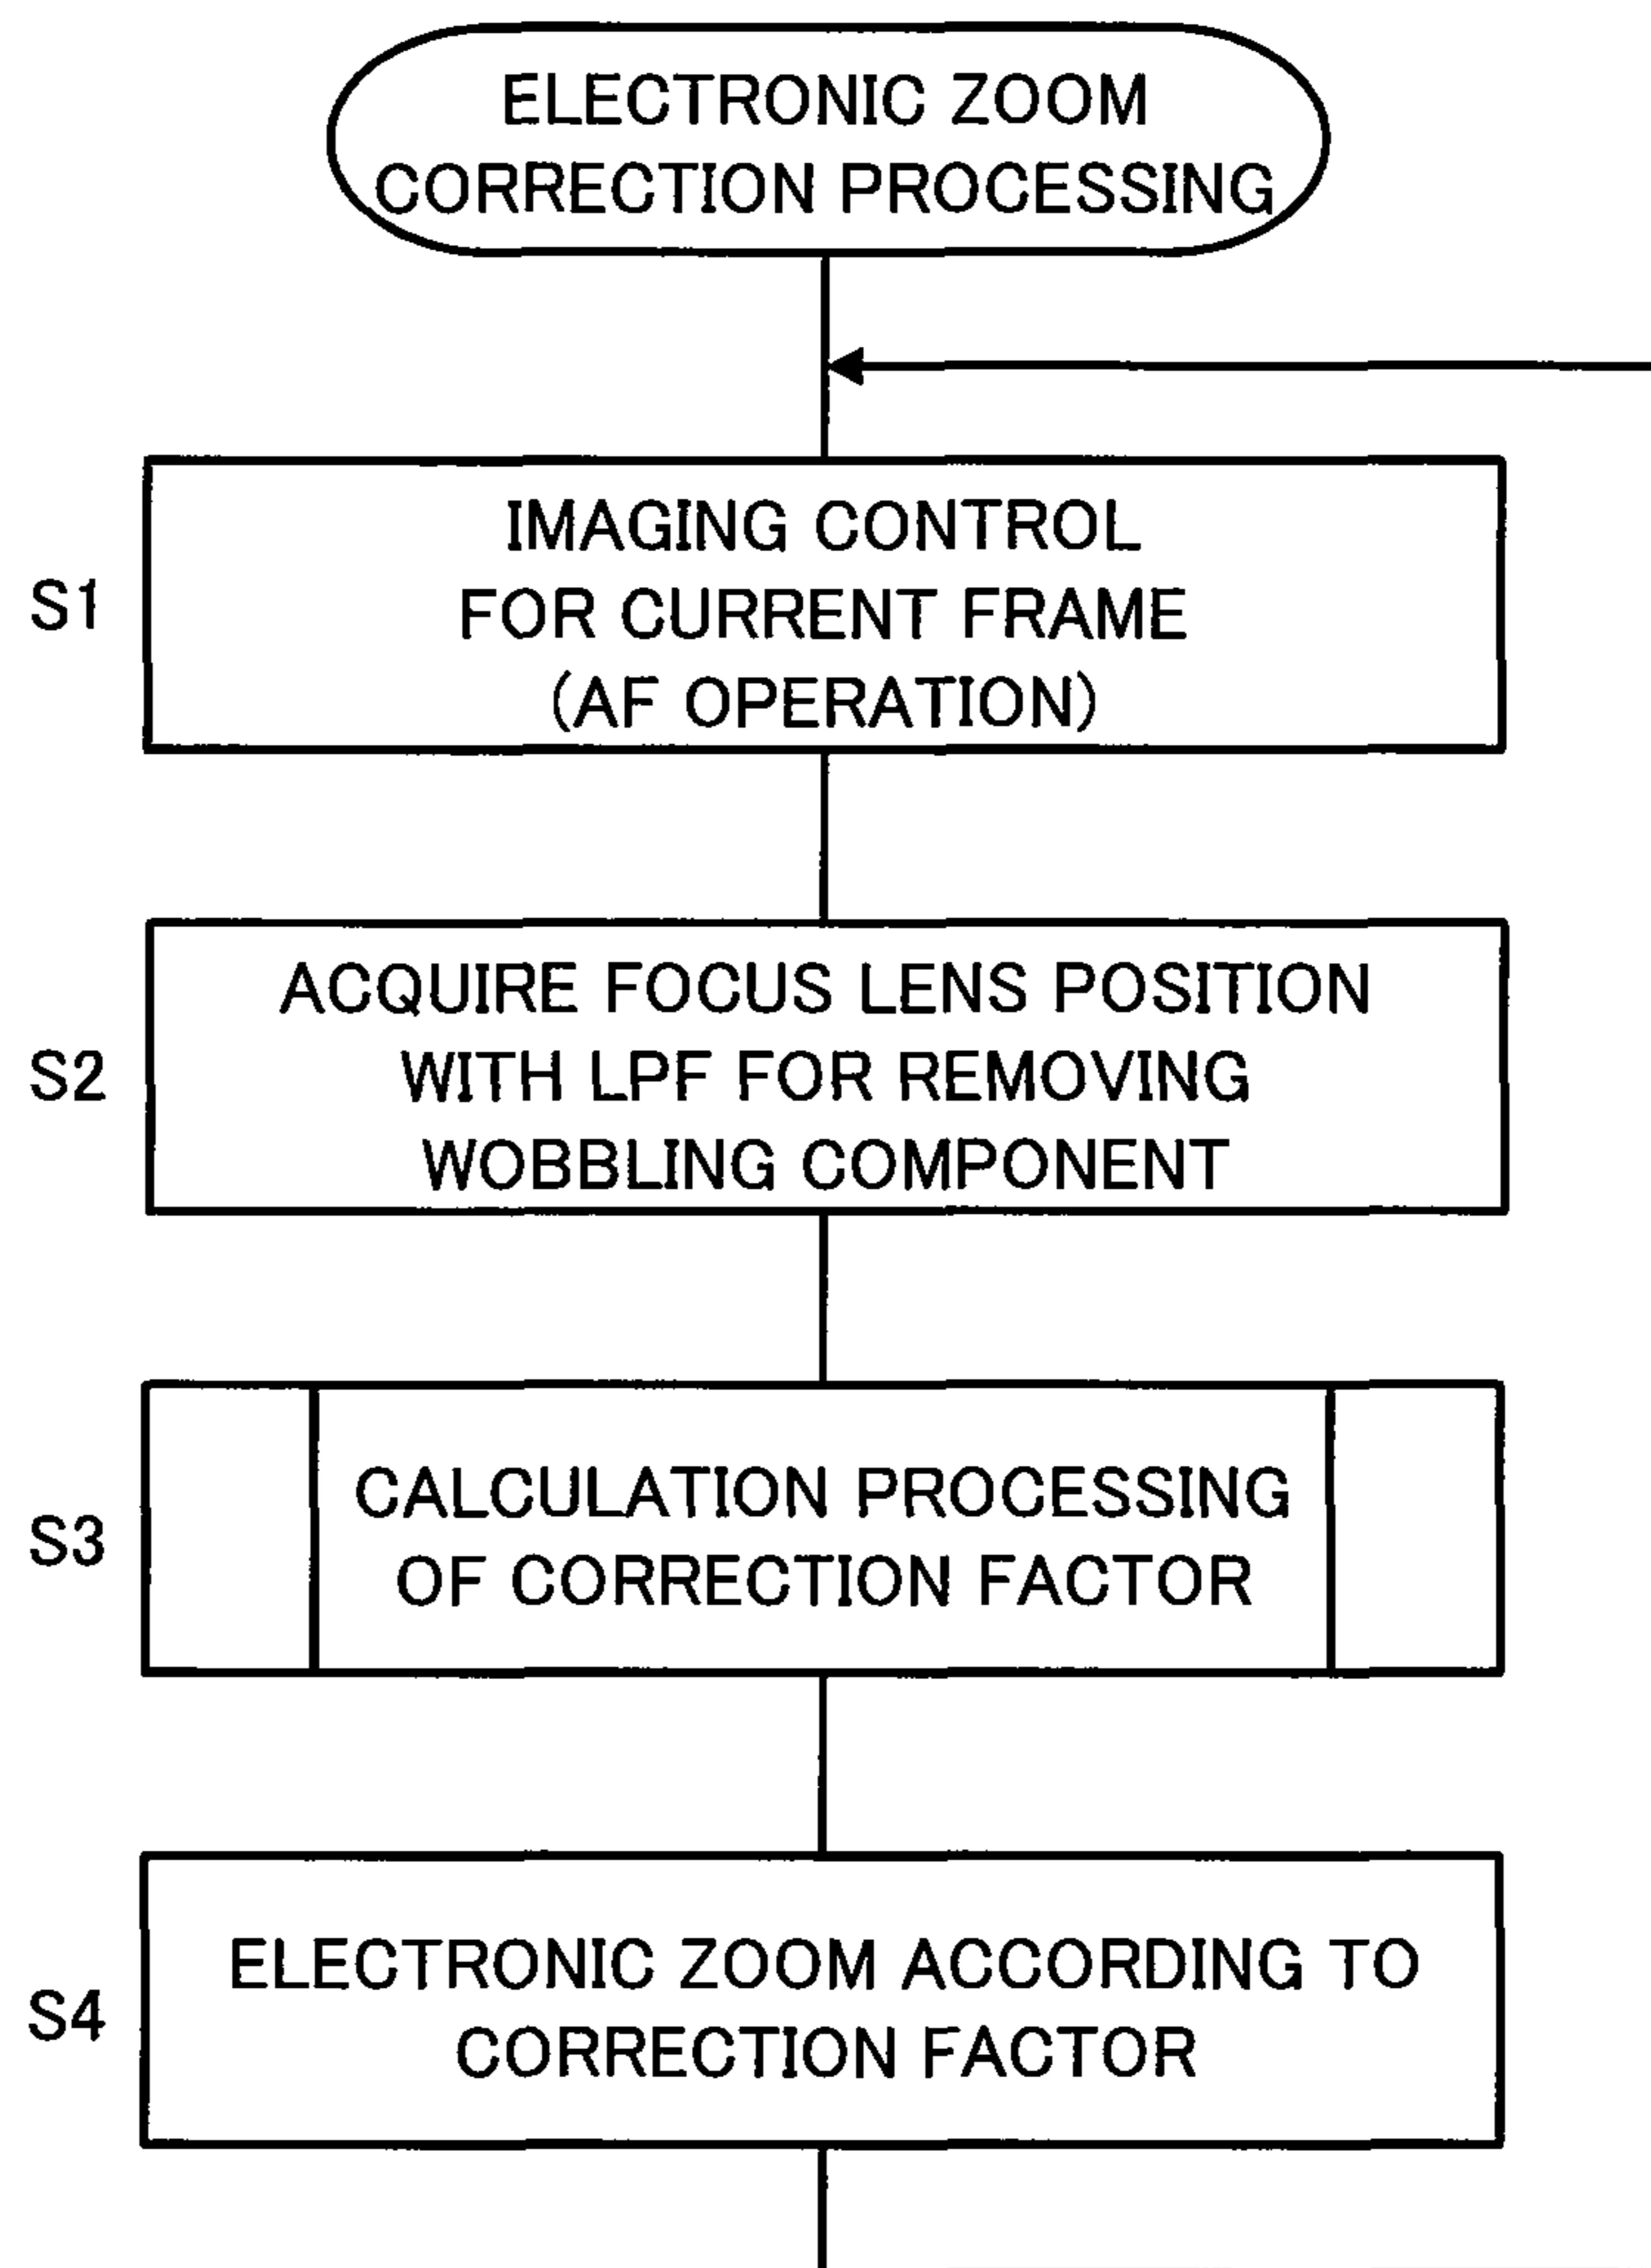 ELECTRONIC ZOOM
CORRECTION PROCESSING
S1
IMAGING CONTROL
FOR CURRENT FRAME
(AF OPERATION)
S2
ACQUIRE FOCUS LENS POSITION
WITH LPF FOR REMOVING
WOBBLING COMPONENT
S3
CALCULATION PROCESSING
OF CORRECTION FACTOR
S4
ELECTRONIC ZOOM ACCORDING TO
CORRECTION FACTOR